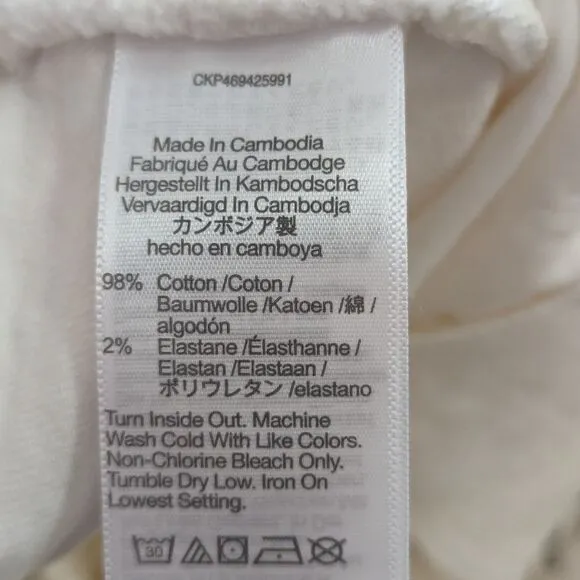 CKP469425991
Made In Cambodia
Fabriqué Au Cambodge
Hergestellt In Kambodscha
Vervaardigd In Cambodja
カンボジア製
hecho en camboya
98% Cotton /Coton /
Baumwolle /Katoen /綿 /
algodón
2% Elastane /Élasthanne /
Elastan /Elastaan /
ポリウレタン /elastano
Turn Inside Out. Machine
Wash Cold With Like Colors.
Non-Chlorine Bleach Only.
Tumble Dry Low. Iron On
Lowest Setting.
30